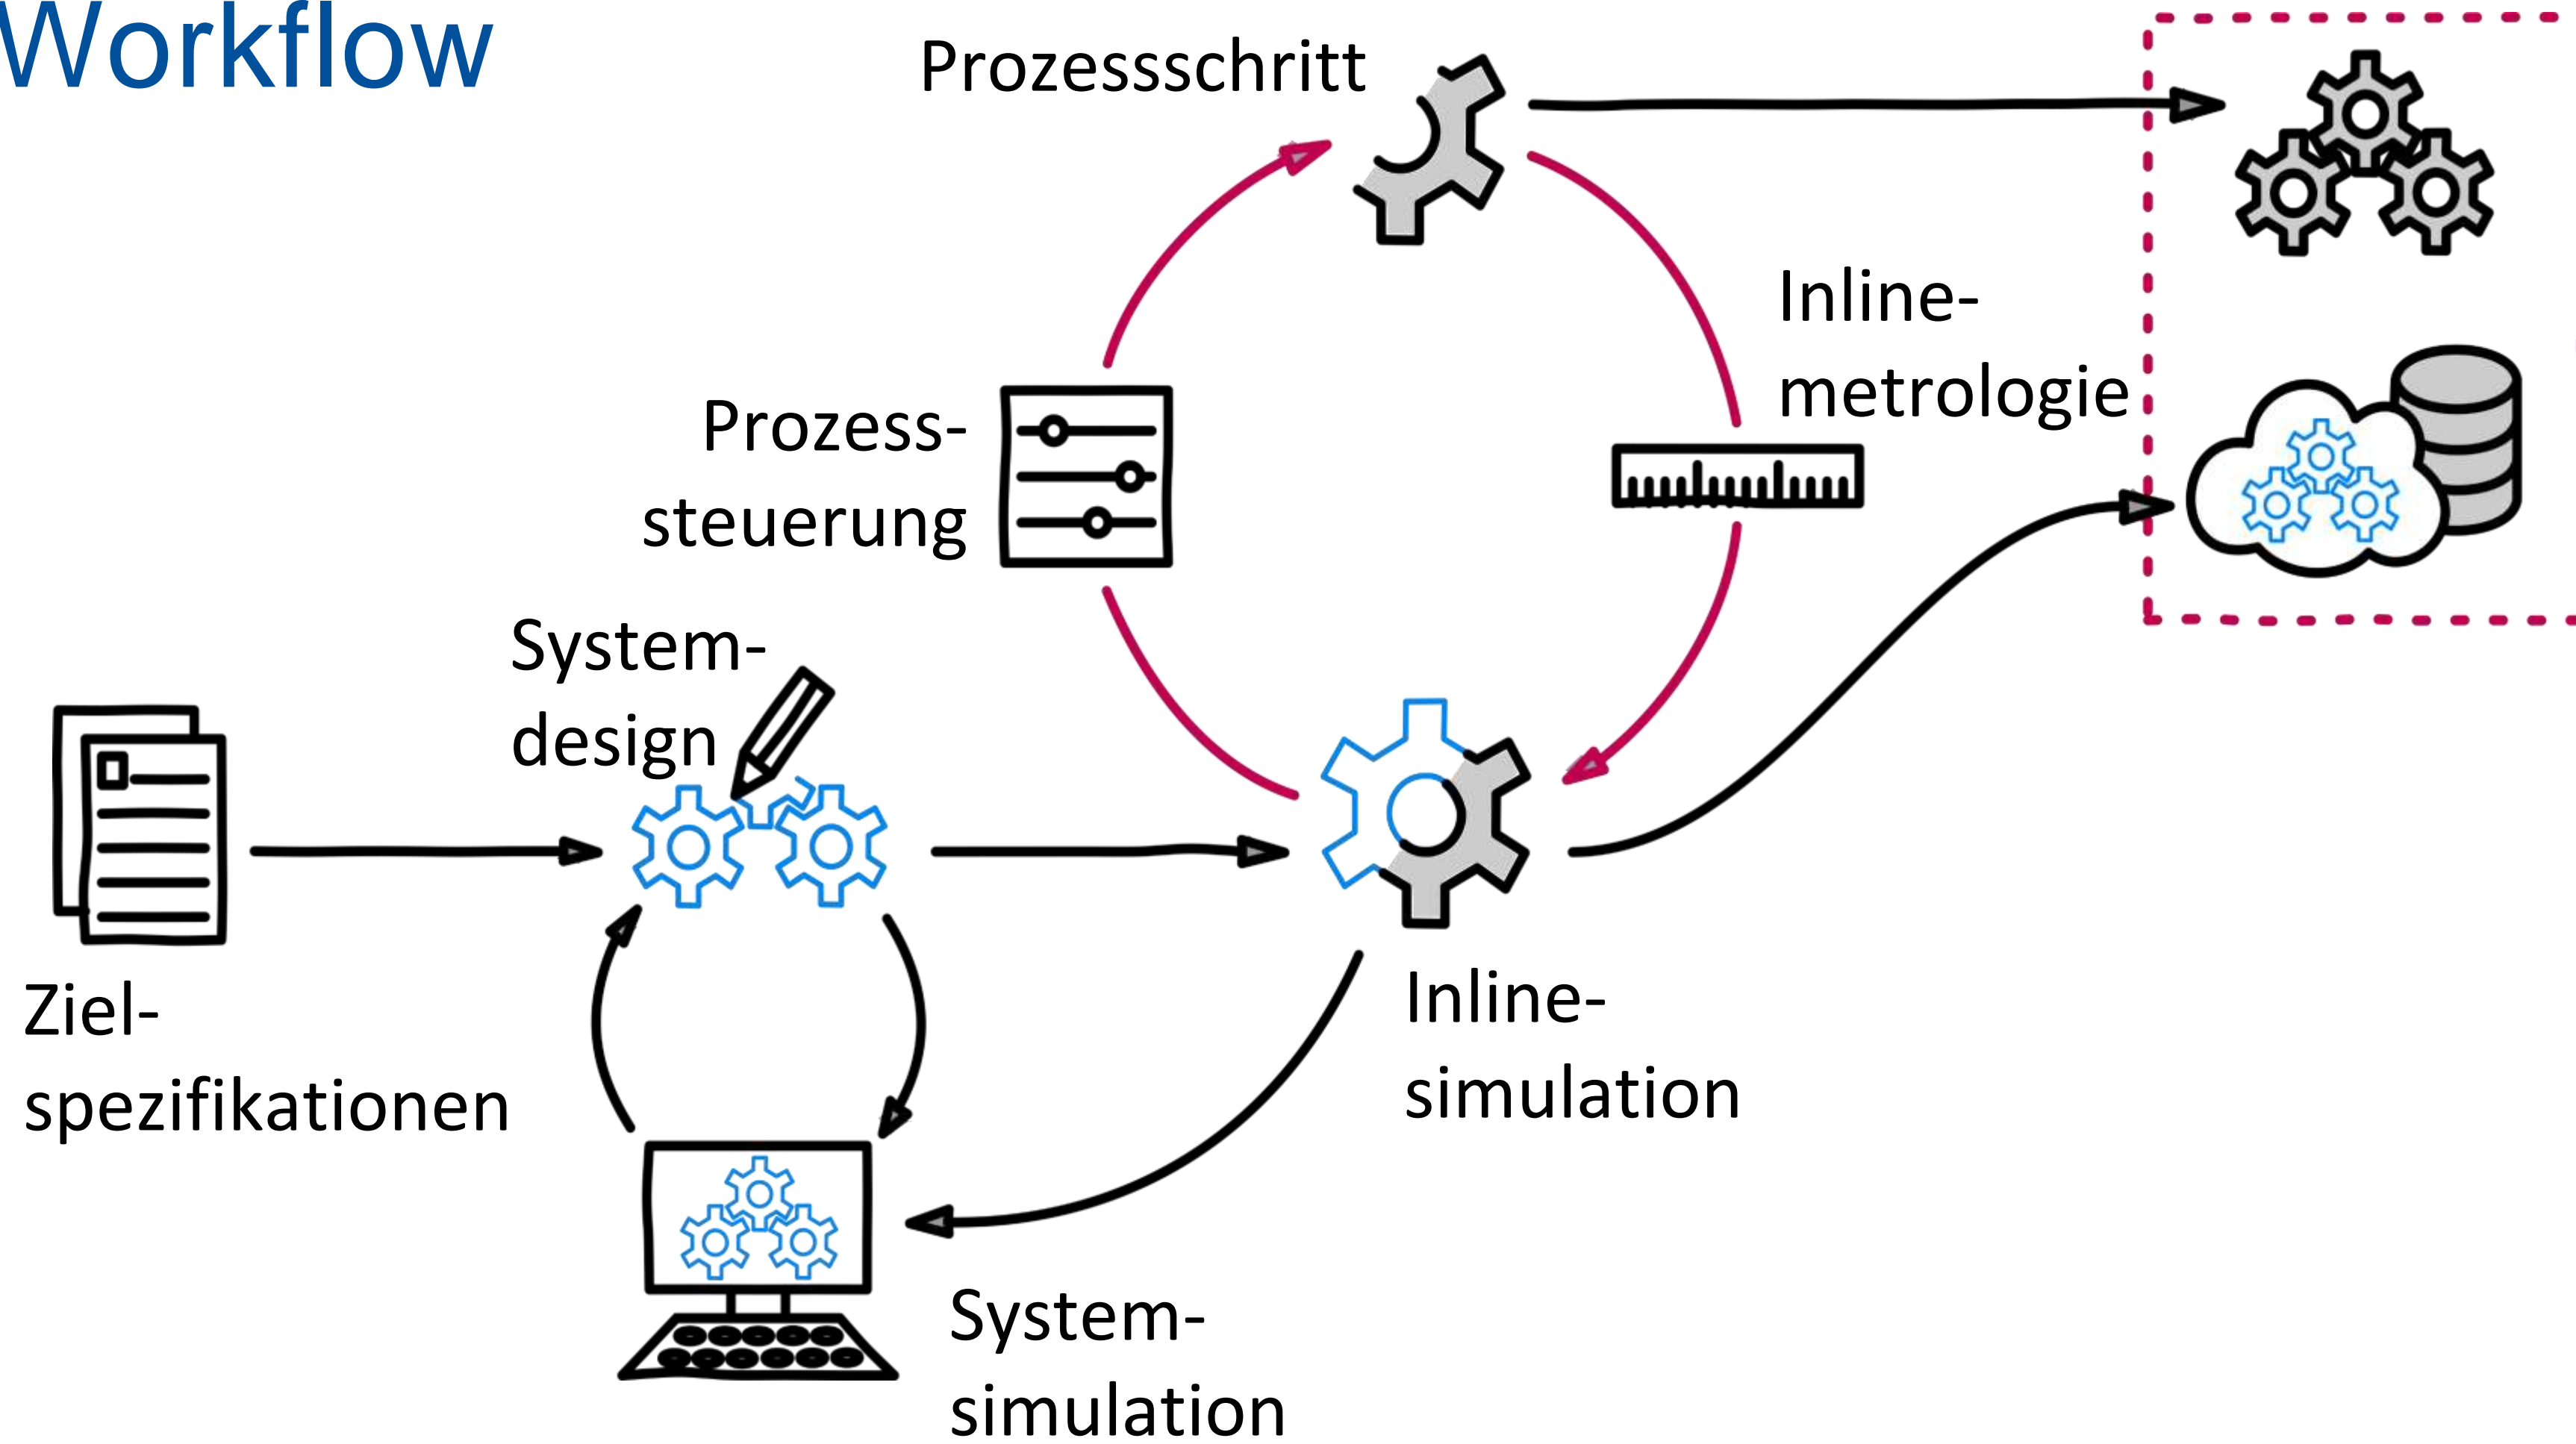 Workflow
Prozessschritt
Inline-
metrologie
Prozess-
steuerung
System-
design
Ziel-
spezifikationen
Inline-
simulation
System-
simulation